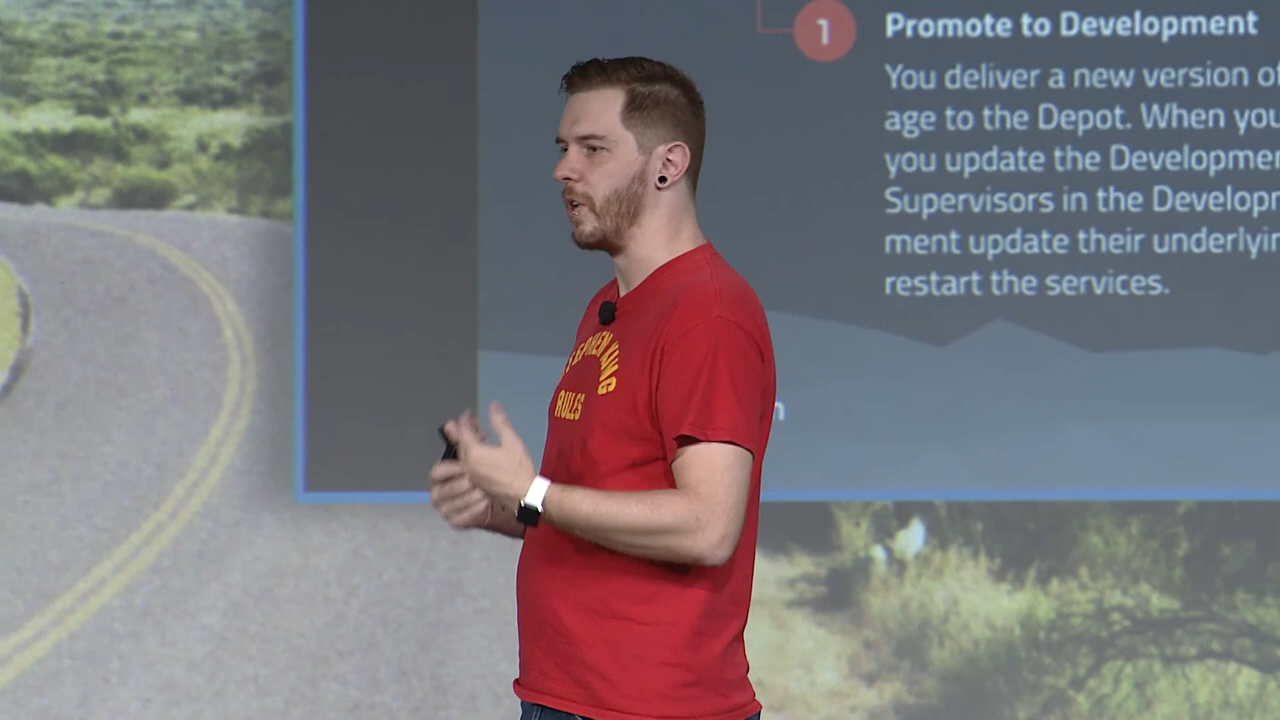 1
Promote to Development
You deliver a new version of
age to the Depot. When you
you update the Developmen
Supervisors in the Developn
ment update their underlyin
restart the services.
STEPHEN KING
RULES
n